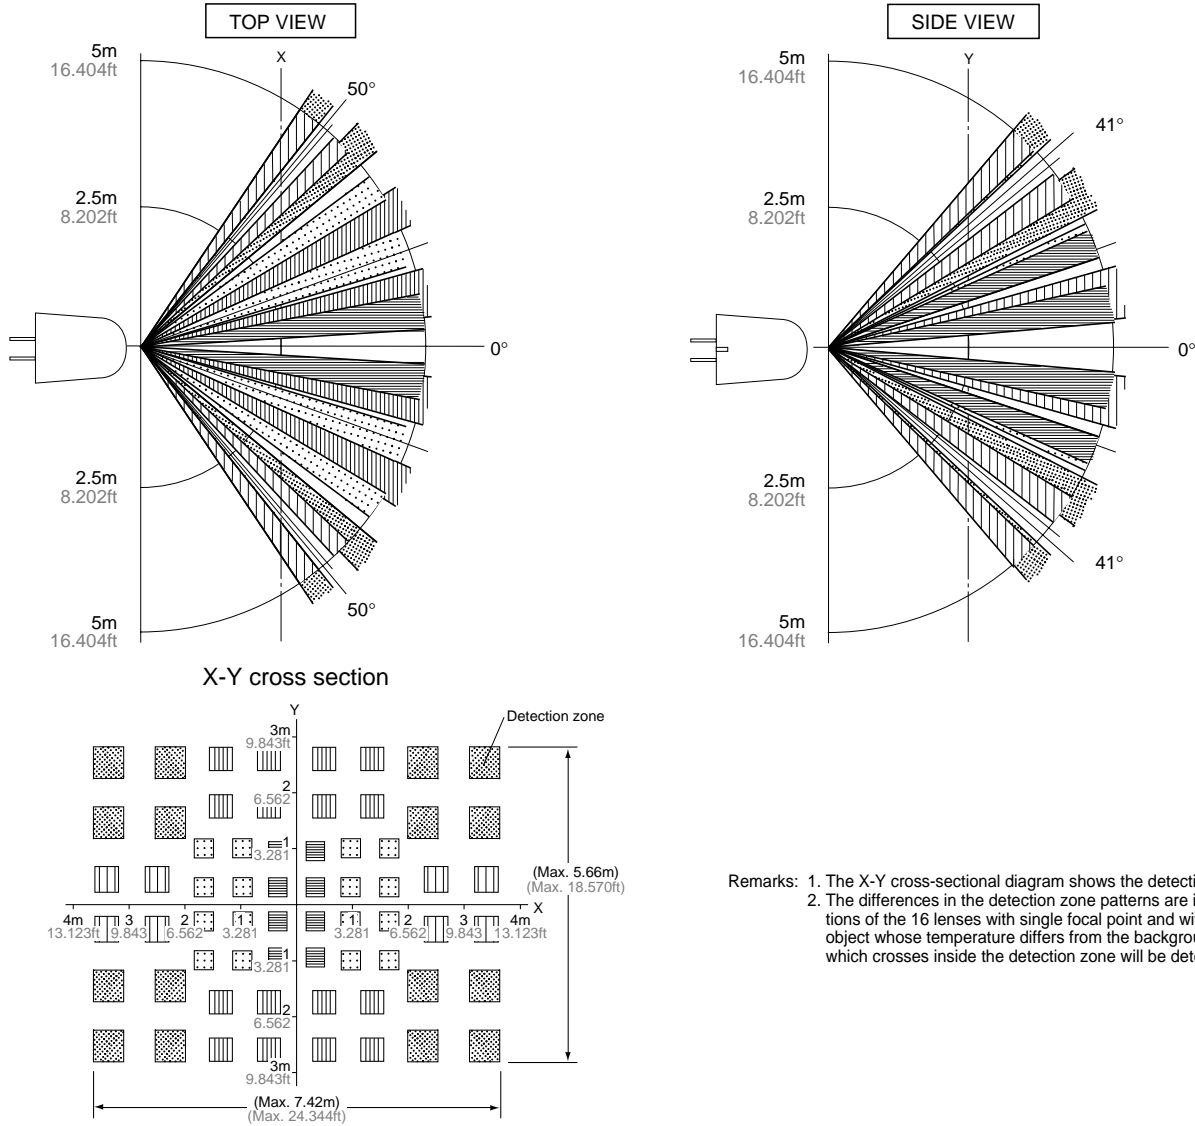 TOP VIEW
5m
16.404ft
X
50°
2.5m
8.202ft
0°
2.5m
8.202ft
50°
5m
16.404ft
SIDE VIEW
5m
16.404ft
Y
41°
2.5m
8.202ft
0°
2.5m
8.202ft
41°
5m
16.404ft
X-Y cross section
Y
Detection zone
3m
9.843ft
2
6.562
1
3.281
(Max. 5.66m)
(Max. 18.570ft)
X
4m 3 2 1 1 2 3 4m
13.123ft 9.843 6.562 3.281 3.281 6.562 9.843 13.123ft
1
3.281
2
6.562
3m
9.843ft
(Max. 7.42m)
(Max. 24.344ft)
Remarks: 1. The X-Y cross-sectional diagram shows the
2. The differences in the detection zone patterns are
tions of the 16 lenses with single focal point and
object whose temperature differs from the
which crosses inside the detection zone will be